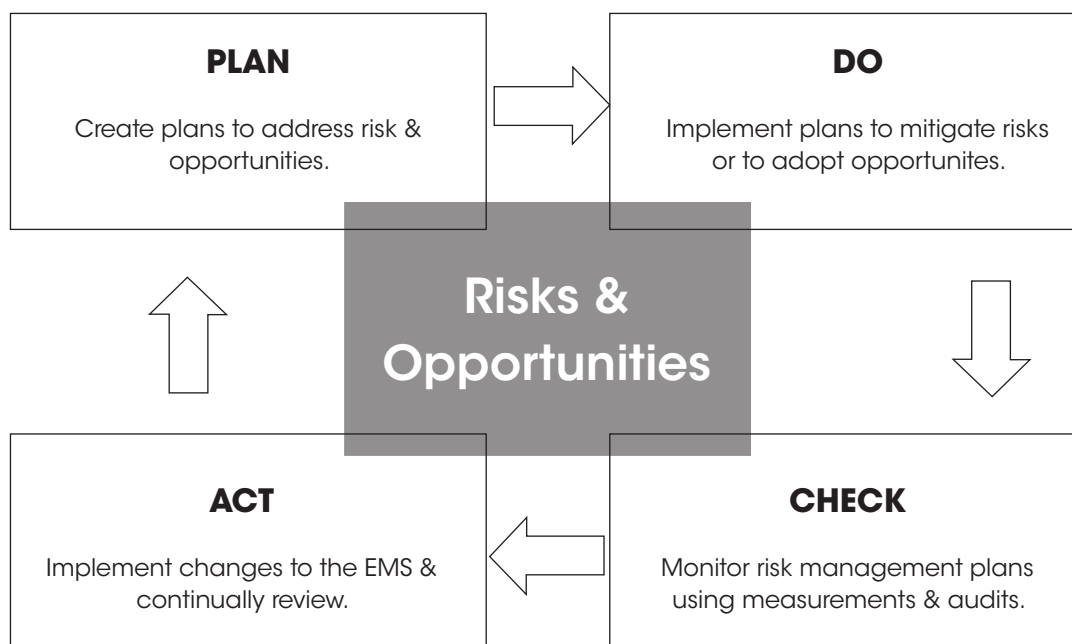 PLAN
Create plans to address risk &
opportunities.
DO
Implement plans to mitigate risks
or to adopt opportunites.
Risks &
Opportunities
ACT
Implement changes to the EMS &
continually review.
CHECK
Monitor risk management plans
using measurements & audits.